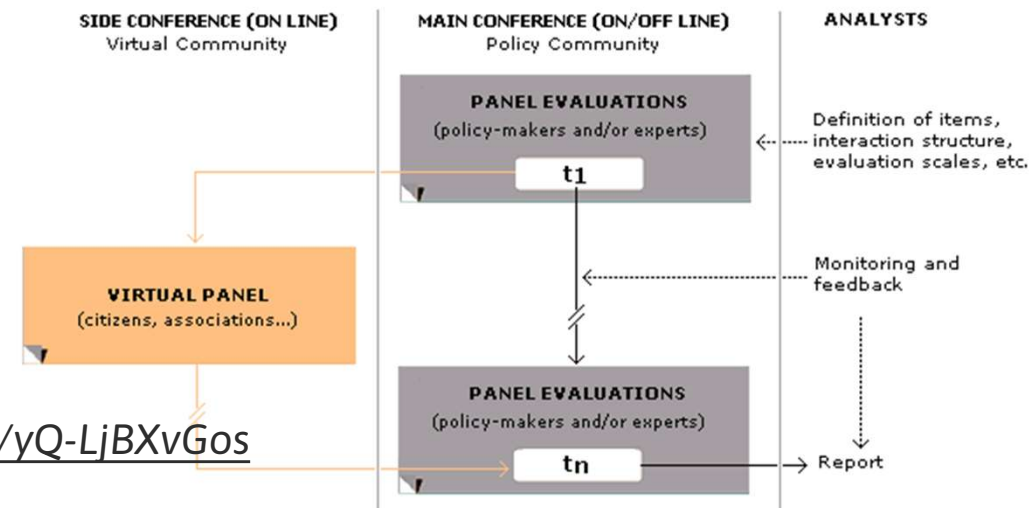 SIDE CONFERENCE (ON LINE)
Virtual Community
MAIN CONFERENCE (ON/OFF LINE)
Policy Community
ANALYSTS
PANEL EVALUATIONS
(policy-makers and/or experts)
t1
Definition of items,
interaction structure,
evaluation scales, etc.
VIRTUAL PANEL
(citizens, associations...)
Monitoring and
feedback
PANEL EVALUATIONS
(policy-makers and/or experts)
tn
Report
/yQ-LjBXvGos